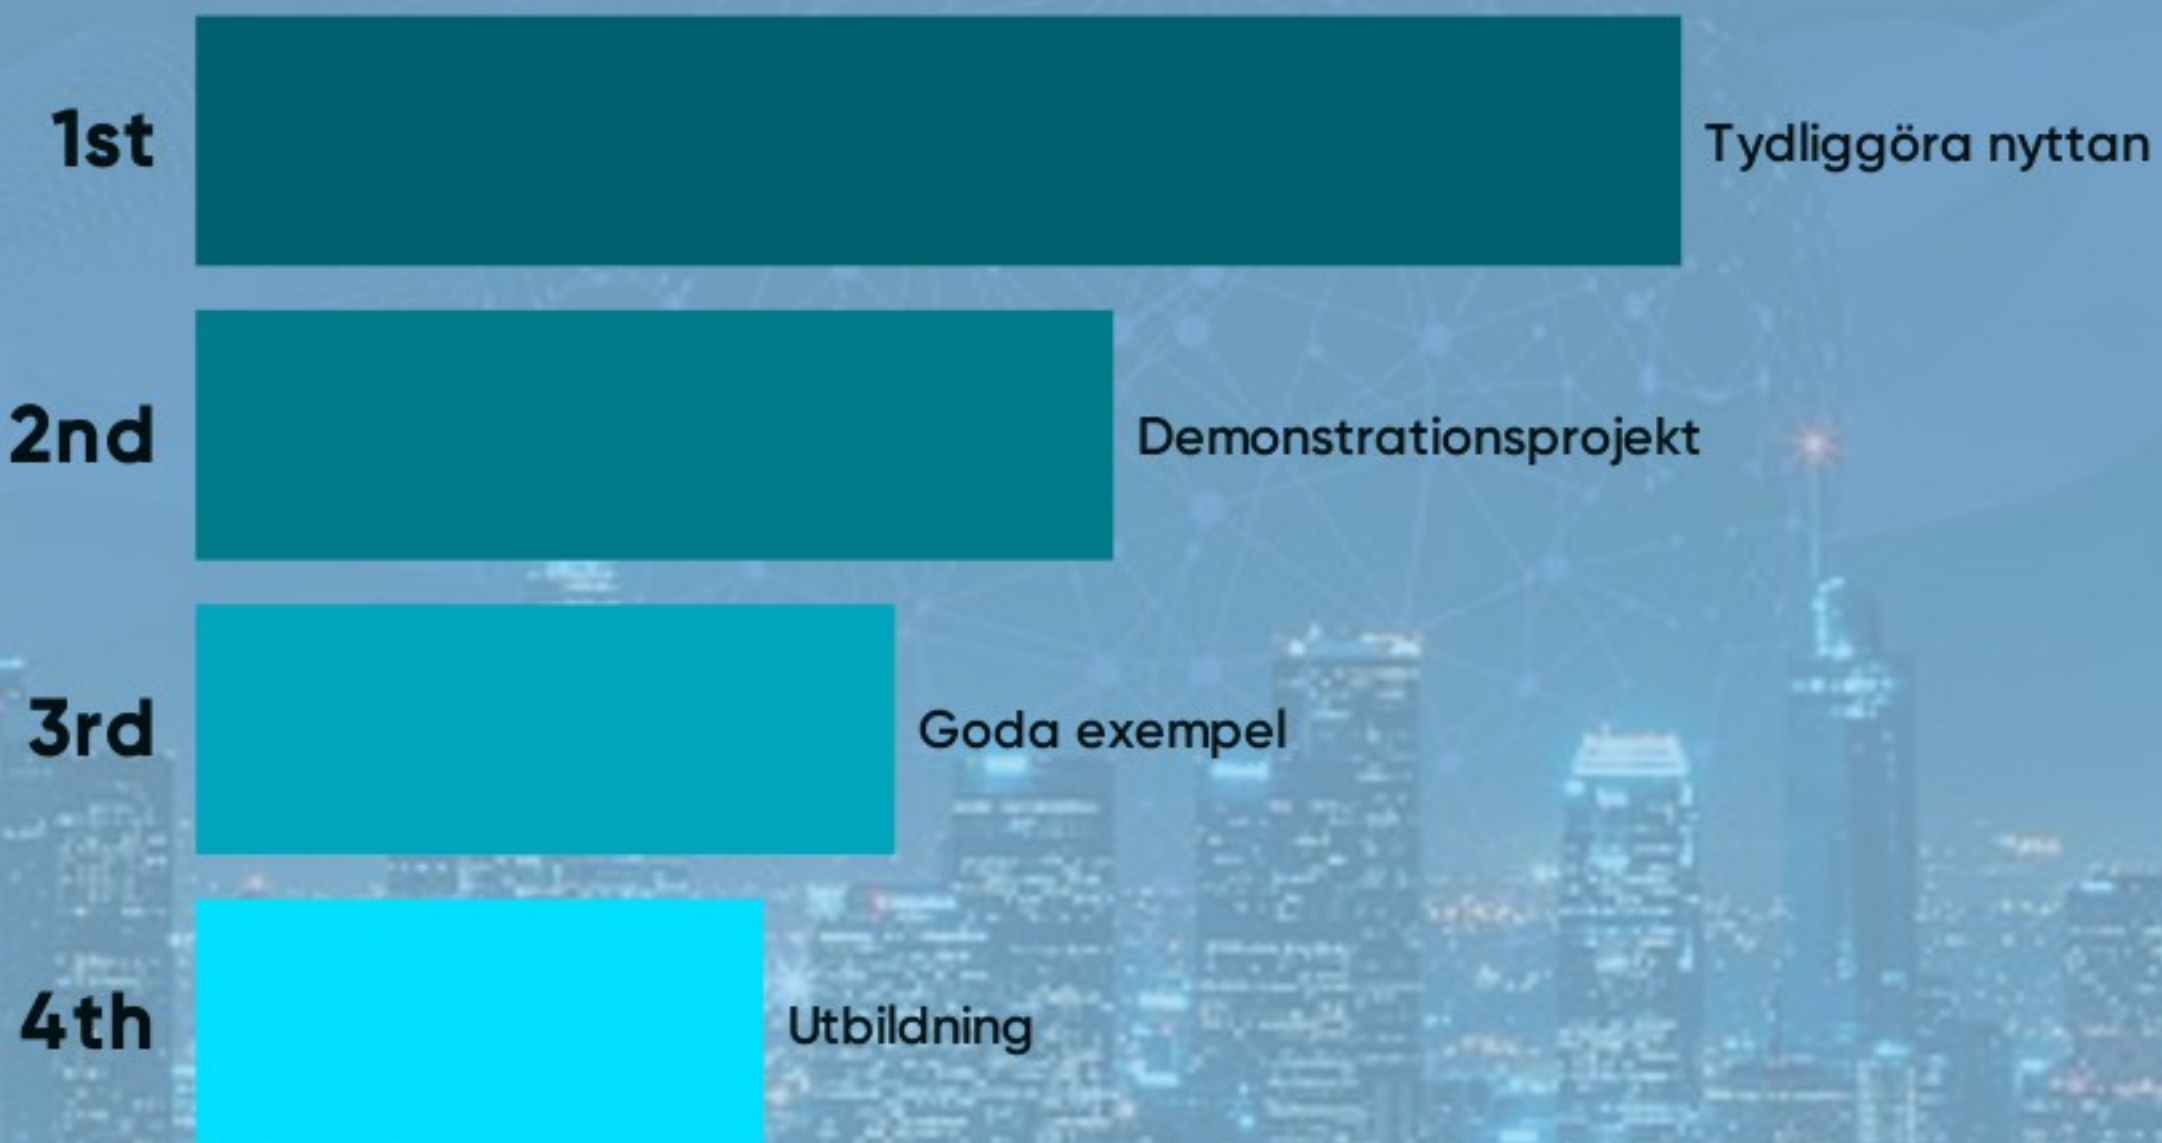 1st
Tydliggöra nyttan
2nd
Demonstrationsprojekt
3rd
Goda exempel
4th
Utbildning